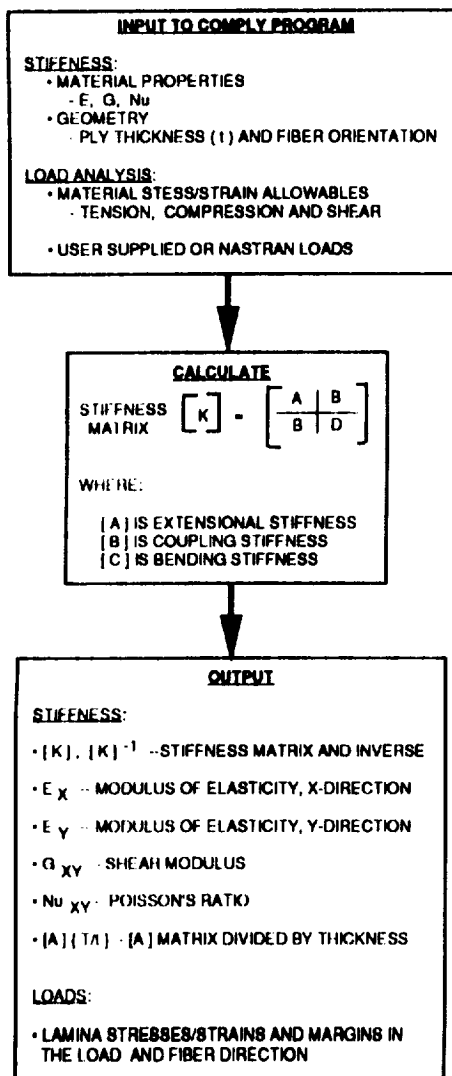 INPUT TO COMPLY PROGRAM
STIFFNESS:
• MATERIAL PROPERTIES
- E, G, Nu
• GEOMETRY
- PLY THICKNESS (t) AND FIBER ORIENTATION
LOAD ANALYSIS:
• MATERIAL STESS/STRAIN ALLOWABLES
- TENSION, COMPRESSION AND SHEAR
• USER SUPPLIED OR NASTRAN LOADS
CALCULATE
STIFFNESS MATRIX [K] = [A B
B D]
WHERE:
[A] IS EXTENSIONAL STIFFNESS
[B] IS COUPLING STIFFNESS
[C] IS BENDING STIFFNESS
OUTPUT
STIFFNESS:
• [K], [K]⁻¹ -- STIFFNESS MATRIX AND INVERSE
• E X -- MODULUS OF ELASTICITY, X-DIRECTION
• E Y -- MODULUS OF ELASTICITY, Y-DIRECTION
• G XY - SHEAR MODULUS
• Nu XY - POISSON'S RATIO
• [A] - [A] MATRIX DIVIDED BY THICKNESS
LOADS:
• LAMINA STRESSES/STRAINS AND MARGINS IN
THE LOAD AND FIBER DIRECTION